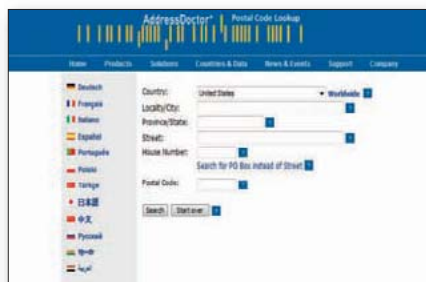 AddressDoctor® Postal Code Lookup
Home Products Solutions Countries & Data News & Events Support Company
Deutsch
Français
Italiano
Español
Português
Polski
Türkçe
日本語
中文
Русский
हिन्दी
العربية
Country: United States Worldwide
Locality/City:
Province/State:
Street:
House Number:
Search for PO Box instead of Street
Postal Code:
Search Start over